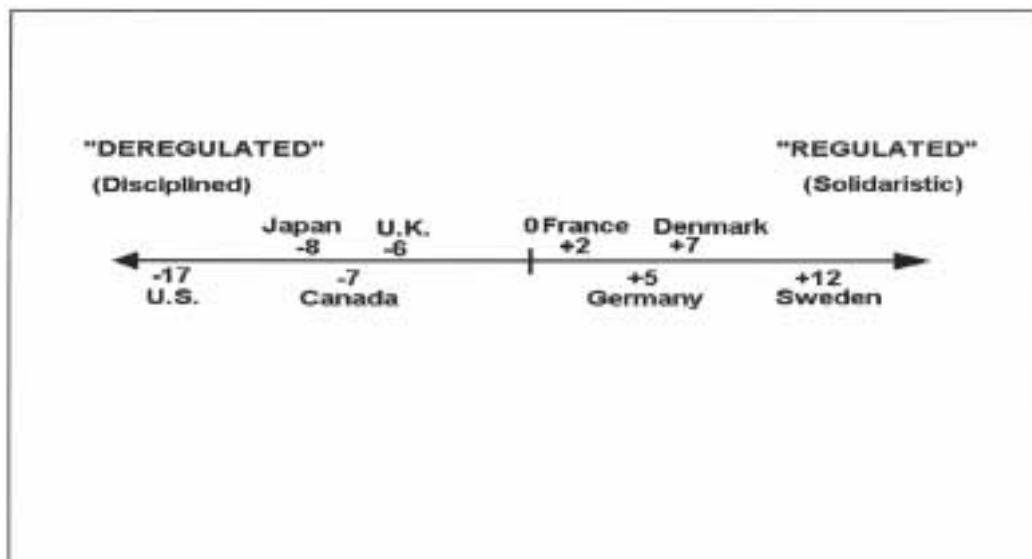 "DEREGULATED" "REGULATED"
(Disciplined) (Solidaristic)
Japan U.K. 0 France Denmark
-8 -6 +2 +7
-17 -7 +5 +12
U.S. Canada Germany Sweden